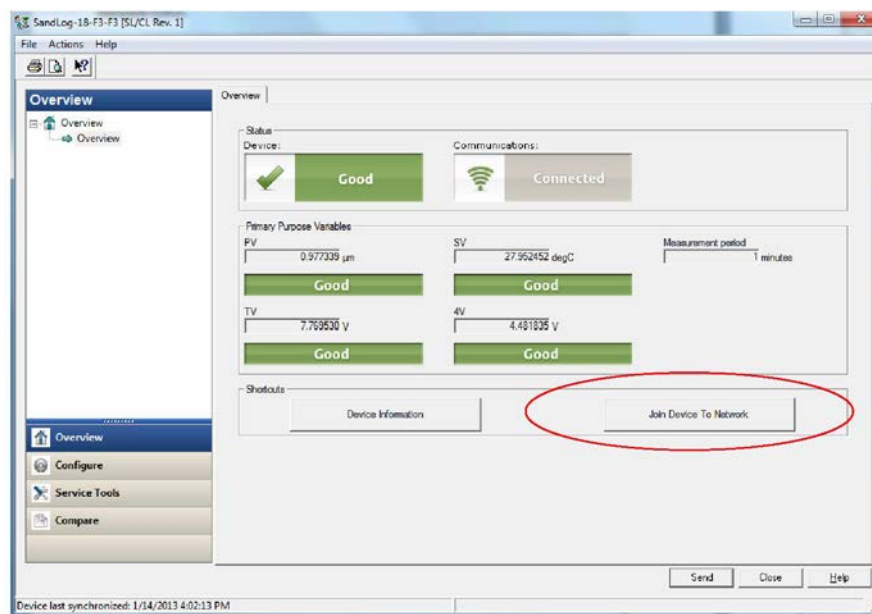 SandLog-18-F3-F3 [SL/CL Rev. 1]
File Actions Help
Overview
Overview
Overview
Overview
Status
Device:
Communications:
Good
Connected
Primary Purpose Variables
PV
SV
Measurement period
0.977339 µm
27.952452 degC
1 minutes
Good
Good
TV
4V
7.769530 V
4.481835 V
Good
Good
Shortcuts
Device Information
Join Device To Network
Overview
Configure
Service Tools
Compare
Send
Close
Help
Device last synchronized: 1/14/2013 4:02:13 PM